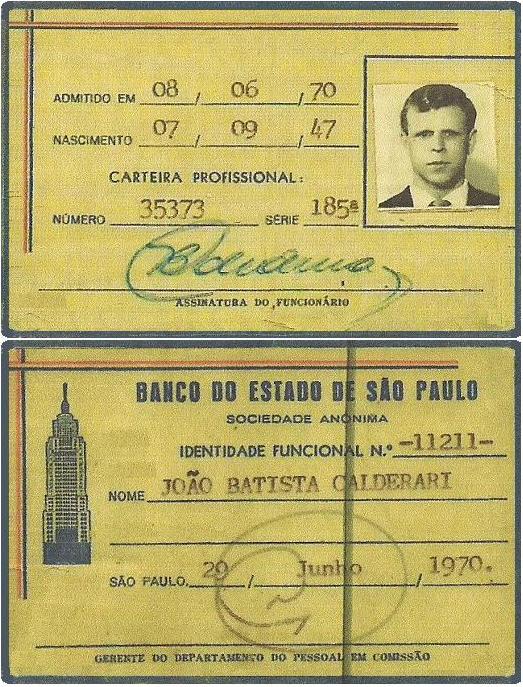 ADMITIDO EM 08 / 06 / 70
NASCIMENTO 07 / 09 / 47
CARTEIRA PROFISSIONAL:
NÚMERO 35373 SÉRIE 185ª
ASSINATURA DO FUNCIONÁRIO
BANCO DO ESTADO DE SÃO PAULO
SOCIEDADE ANÔNIMA
IDENTIDADE FUNCIONAL N.º -11211-
NOME JOÃO BATISTA CALDERARI
SÃO PAULO, 29 / Junho / 1970.
GERENTE DO DEPARTAMENTO DO PESSOAL EM COMISSÃO